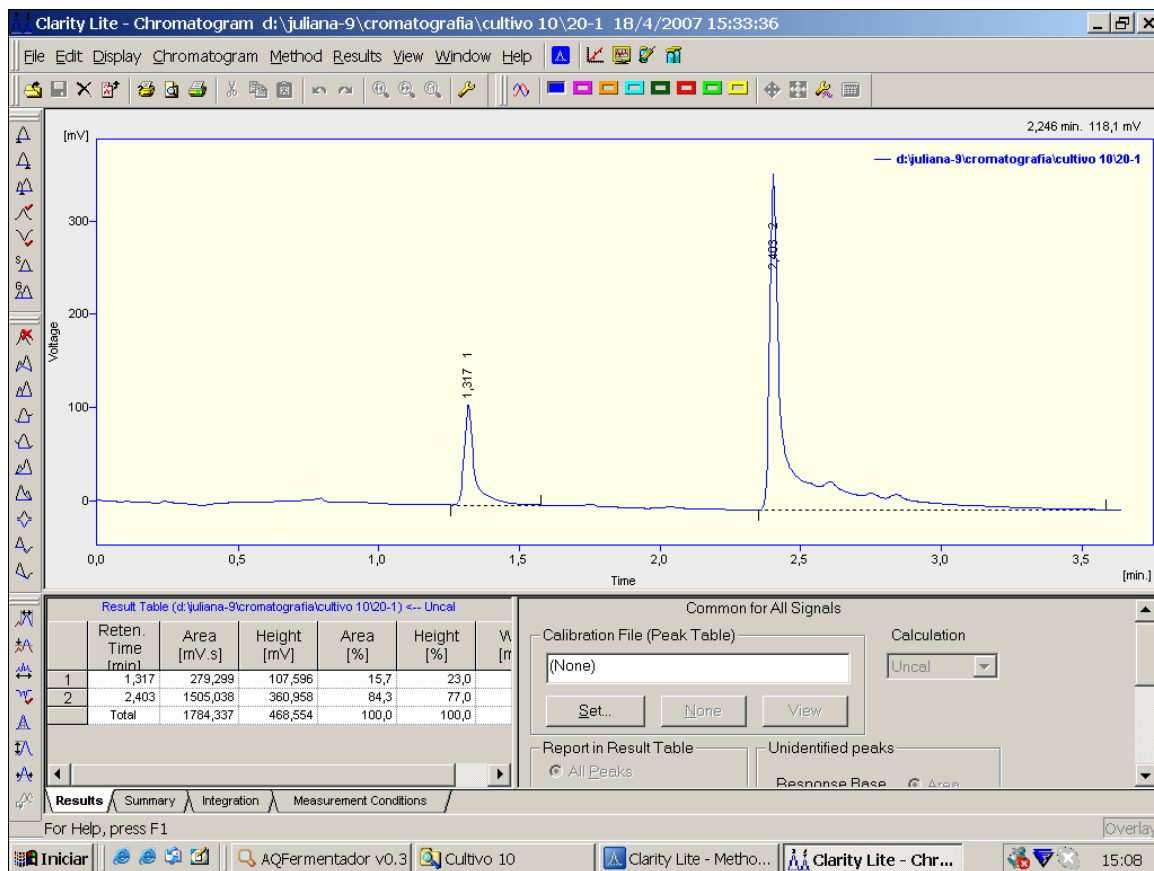 Clarity Lite - Chromatogram d:\juliana-9\cromatografia\cultivo 10\20-1 18/4/2007 15:33:36
File Edit Display Chromatogram Method Results View Window Help
2,246 min. 118,1 mV
[mV]
d:\juliana-9\cromatografia\cultivo 10\20-1
300
200
100
0
Voltage
1,317 1
2,403 2
0,0 0,5 1,0 1,5 2,0 2,5 3,0 3,5
Time
[min.]
Result Table (d:\juliana-9\cromatografia\cultivo 10\20-1) <-- Uncal
Reten. Time [min] Area [mV.s] Height [mV] Area [%] Height [%]
1 1,317 279,299 107,596 15,7 23,0
2 2,403 1505,038 360,958 84,3 77,0
Total 1784,337 468,554 100,0 100,0
Common for All Signals
Calibration File (Peak Table)
(None)
Set... None View
Calculation
Uncal
Report in Result Table
All Peaks
Unidentified peaks
Response Base Area
Results Summary Integration Measurement Conditions
For Help, press F1
Overlay
Iniciar AQFermentador v0.3 Cultivo 10 Clarity Lite - Metho... Clarity Lite - Chr... 15:08